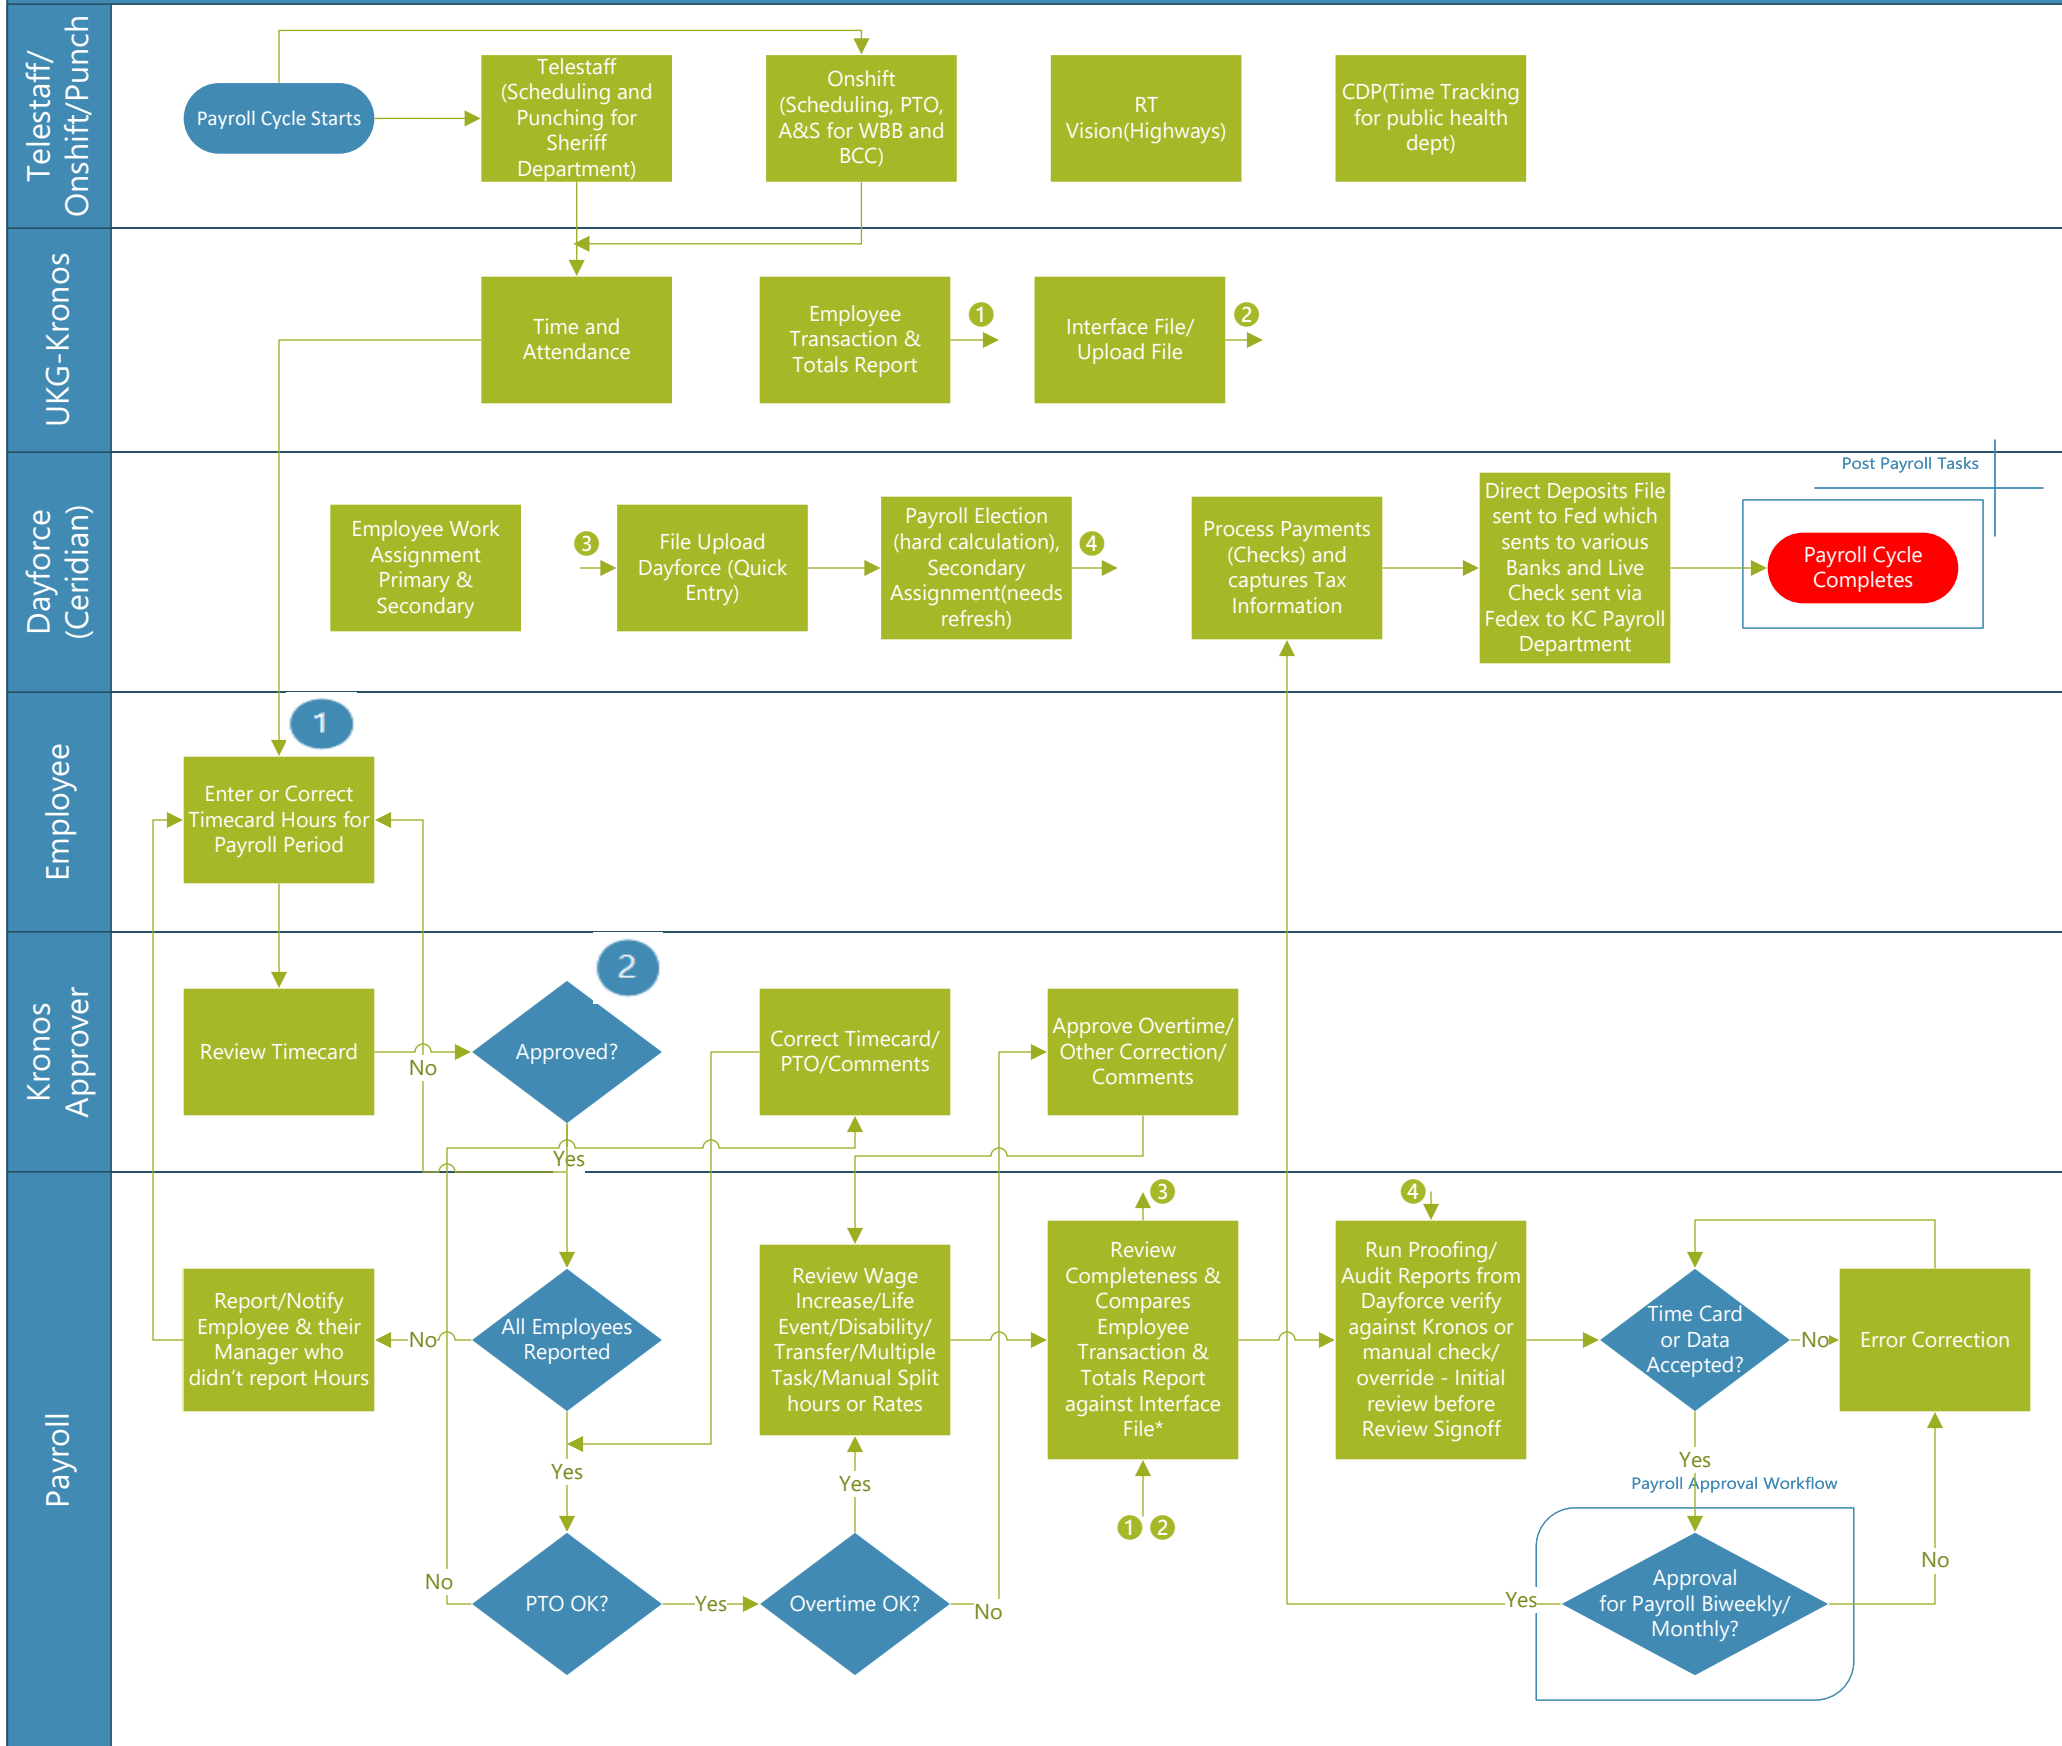 Telestaff/
Onshift/Punch
Payroll Cycle Starts
Telestaff
(Scheduling and
Punching for
Sheriff
Department)
Onshift
(Scheduling, PTO,
A&S for WBB and
BCC)
RT
Vision(Highways)
CDP(Time Tracking
for public health
dept)
UKG-Kronos
Time and
Attendance
Employee
Transaction &
Totals Report
1
Interface File/
Upload File
2
Dayforce
(Ceridian)
Employee Work
Assignment
Primary &
Secondary
3
File Upload
Dayforce (Quick
Entry)
Payroll Election
(hard calculation),
Secondary
Assignment(needs
refresh)
4
Process Payments
(Checks) and
captures Tax
Information
Direct Deposits File
sent to Fed which
sents to various
Banks and Live
Check sent via
Fedex to KC Payroll
Department
Post Payroll Tasks
Payroll Cycle
Completes
Employee
1
Enter or Correct
Timecard Hours for
Payroll Period
Kronos
Approver
Review Timecard
No
2
Approved?
Yes
Correct Timecard/
PTO/Comments
Approve Overtime/
Other Correction/
Comments
Payroll
Report/Notify
Employee & their
Manager who
didn't report Hours
No
All Employees
Reported
Yes
Review Wage
Increase/Life
Event/Disability/
Transfer/Multiple
Task/Manual Split
hours or Rates
Yes
3
Review
Completeness &
Compares
Employee
Transaction &
Totals Report
against Interface
File*
1 2
4
Run Proofing/
Audit Reports from
Dayforce verify
against Kronos or
manual check/
override - Initial
review before
Review Signoff
Time Card
or Data
Accepted?
No
Error Correction
Yes
Payroll Approval Workflow
No
PTO OK?
Yes
Overtime OK?
No
Yes
Approval
for Payroll Biweekly/
Monthly?
No